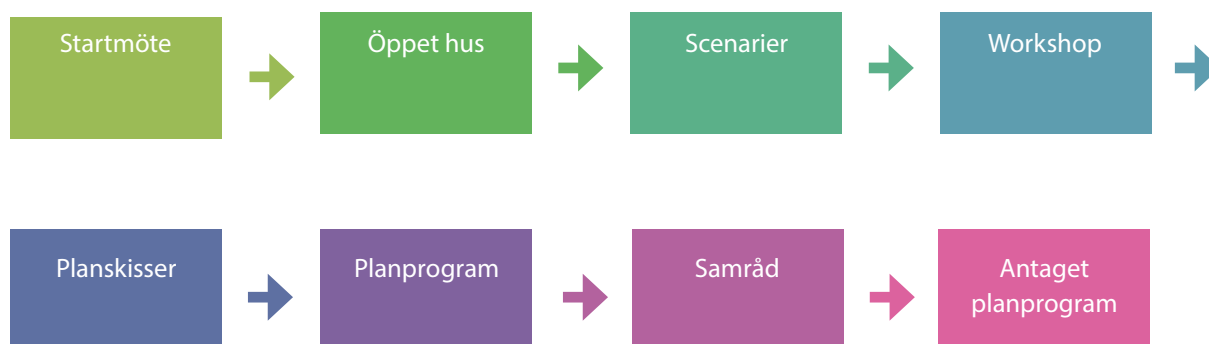 Startmöte
Öppet hus
Scenarier
Workshop
Planskisser
Planprogram
Samråd
Antaget
planprogram